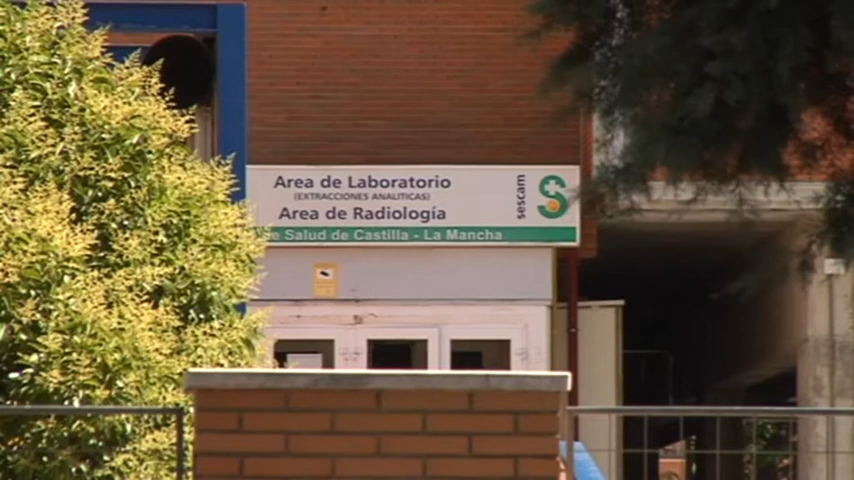 Area de Laboratorio
(EXTRACCIONES ANALITICAS)
Area de Radiología
sescam
e Salud de Castilla - La Mancha